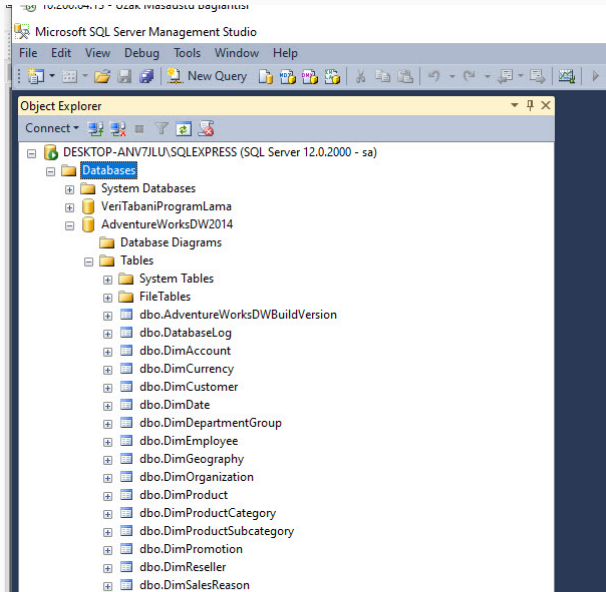 Microsoft SQL Server Management Studio
File Edit View Debug Tools Window Help
New Query
Object Explorer
Connect
DESKTOP-ANV7JLU\SQLEXPRESS (SQL Server 12.0.2000 - sa)
Databases
System Databases
VeriTabaniProgramLama
AdventureWorksDW2014
Database Diagrams
Tables
System Tables
FileTables
dbo.AdventureWorksDWBuildVersion
dbo.DatabaseLog
dbo.DimAccount
dbo.DimCurrency
dbo.DimCustomer
dbo.DimDate
dbo.DimDepartmentGroup
dbo.DimEmployee
dbo.DimGeography
dbo.DimOrganization
dbo.DimProduct
dbo.DimProductCategory
dbo.DimProductSubcategory
dbo.DimPromotion
dbo.DimReseller
dbo.DimSalesReason